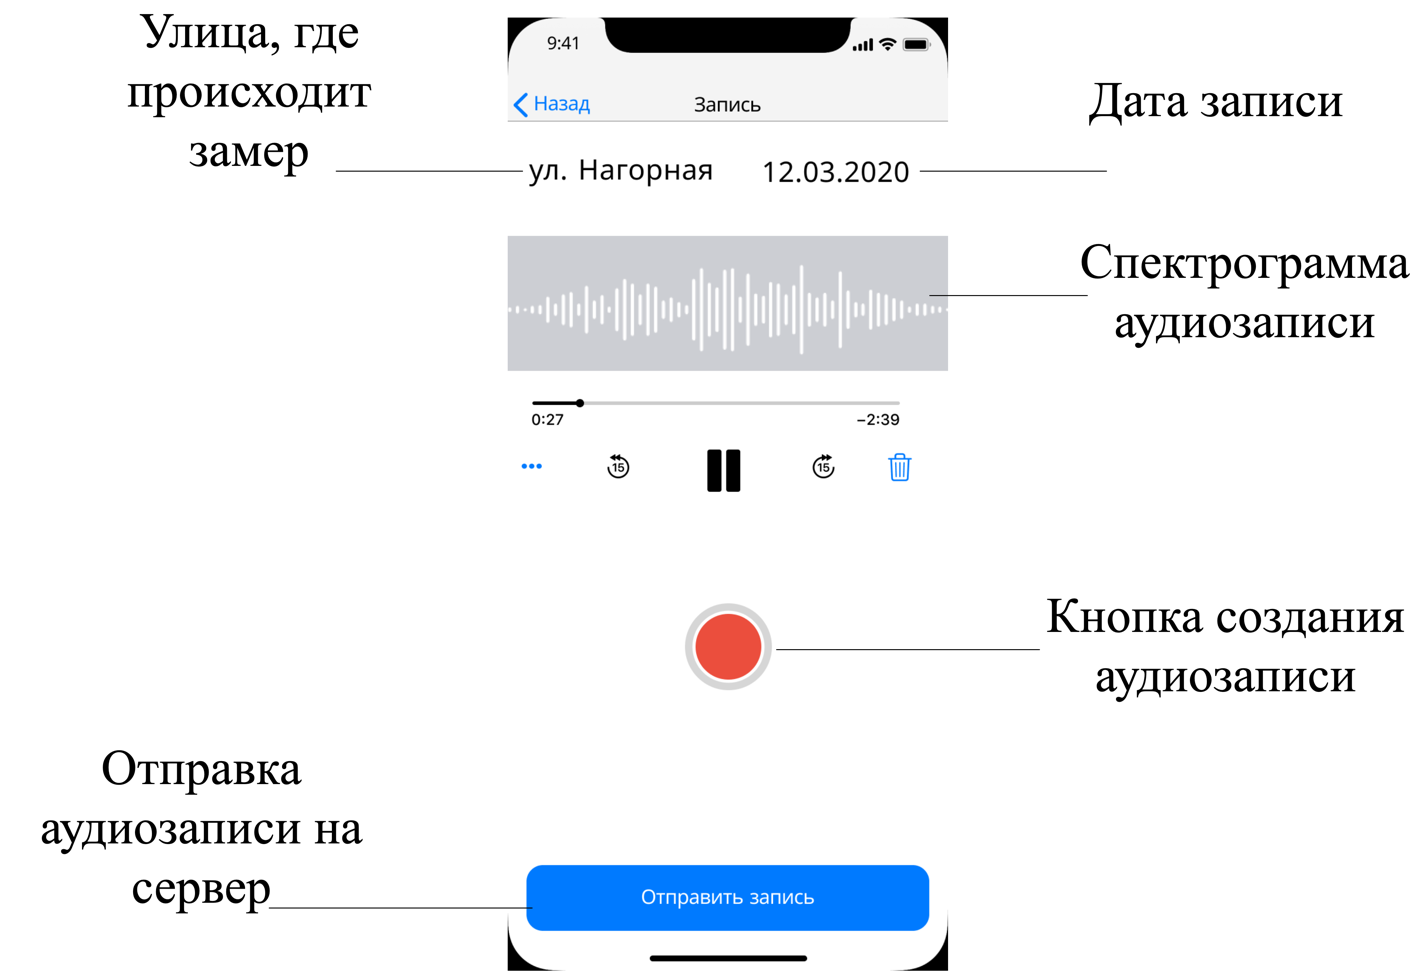 Улица, где
происходит
замер
9:41
Назад
Запись
ул. Нагорная
12.03.2020
Дата записи
Спектрограмма
аудиозаписи
0:27
–2:39
15
15
Кнопка создания
аудиозаписи
Отправка
аудиозаписи на
сервер
Отправить запись